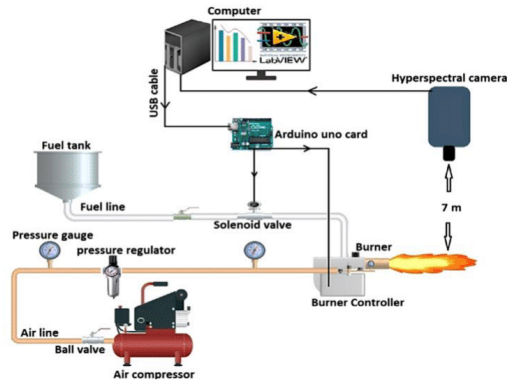 Computer
LabVIEW
Hyperspectral camera
USB cable
Arduino uno card
Fuel tank
Fuel line
7 m
Solenoid valve
Pressure gauge
pressure regulator
Burner
Burner Controller
Air line
Ball valve
Air compressor